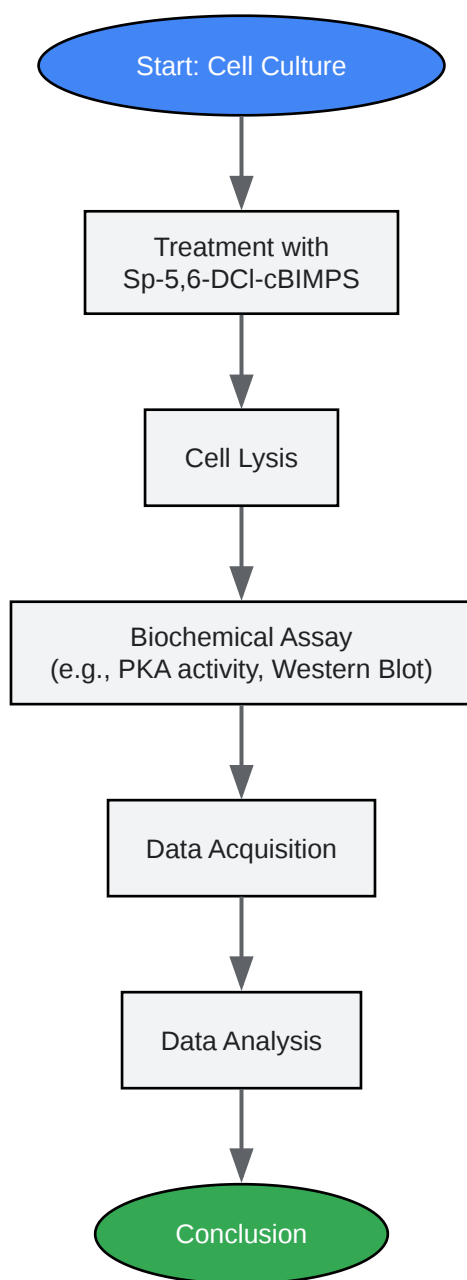 Start: Cell Culture
Treatment with
Sp-5,6-DCl-cBIMPS
Cell Lysis
Biochemical Assay
(e.g., PKA activity, Western Blot)
Data Acquisition
Data Analysis
Conclusion